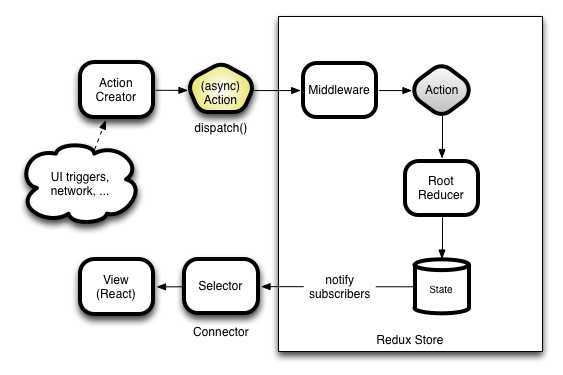 Action
Creator
(async)
Action
dispatch()
Middleware
Action
UI triggers,
network, ...
Root
Reducer
View
(React)
Selector
Connector
notify
subscribers
State
Redux Store